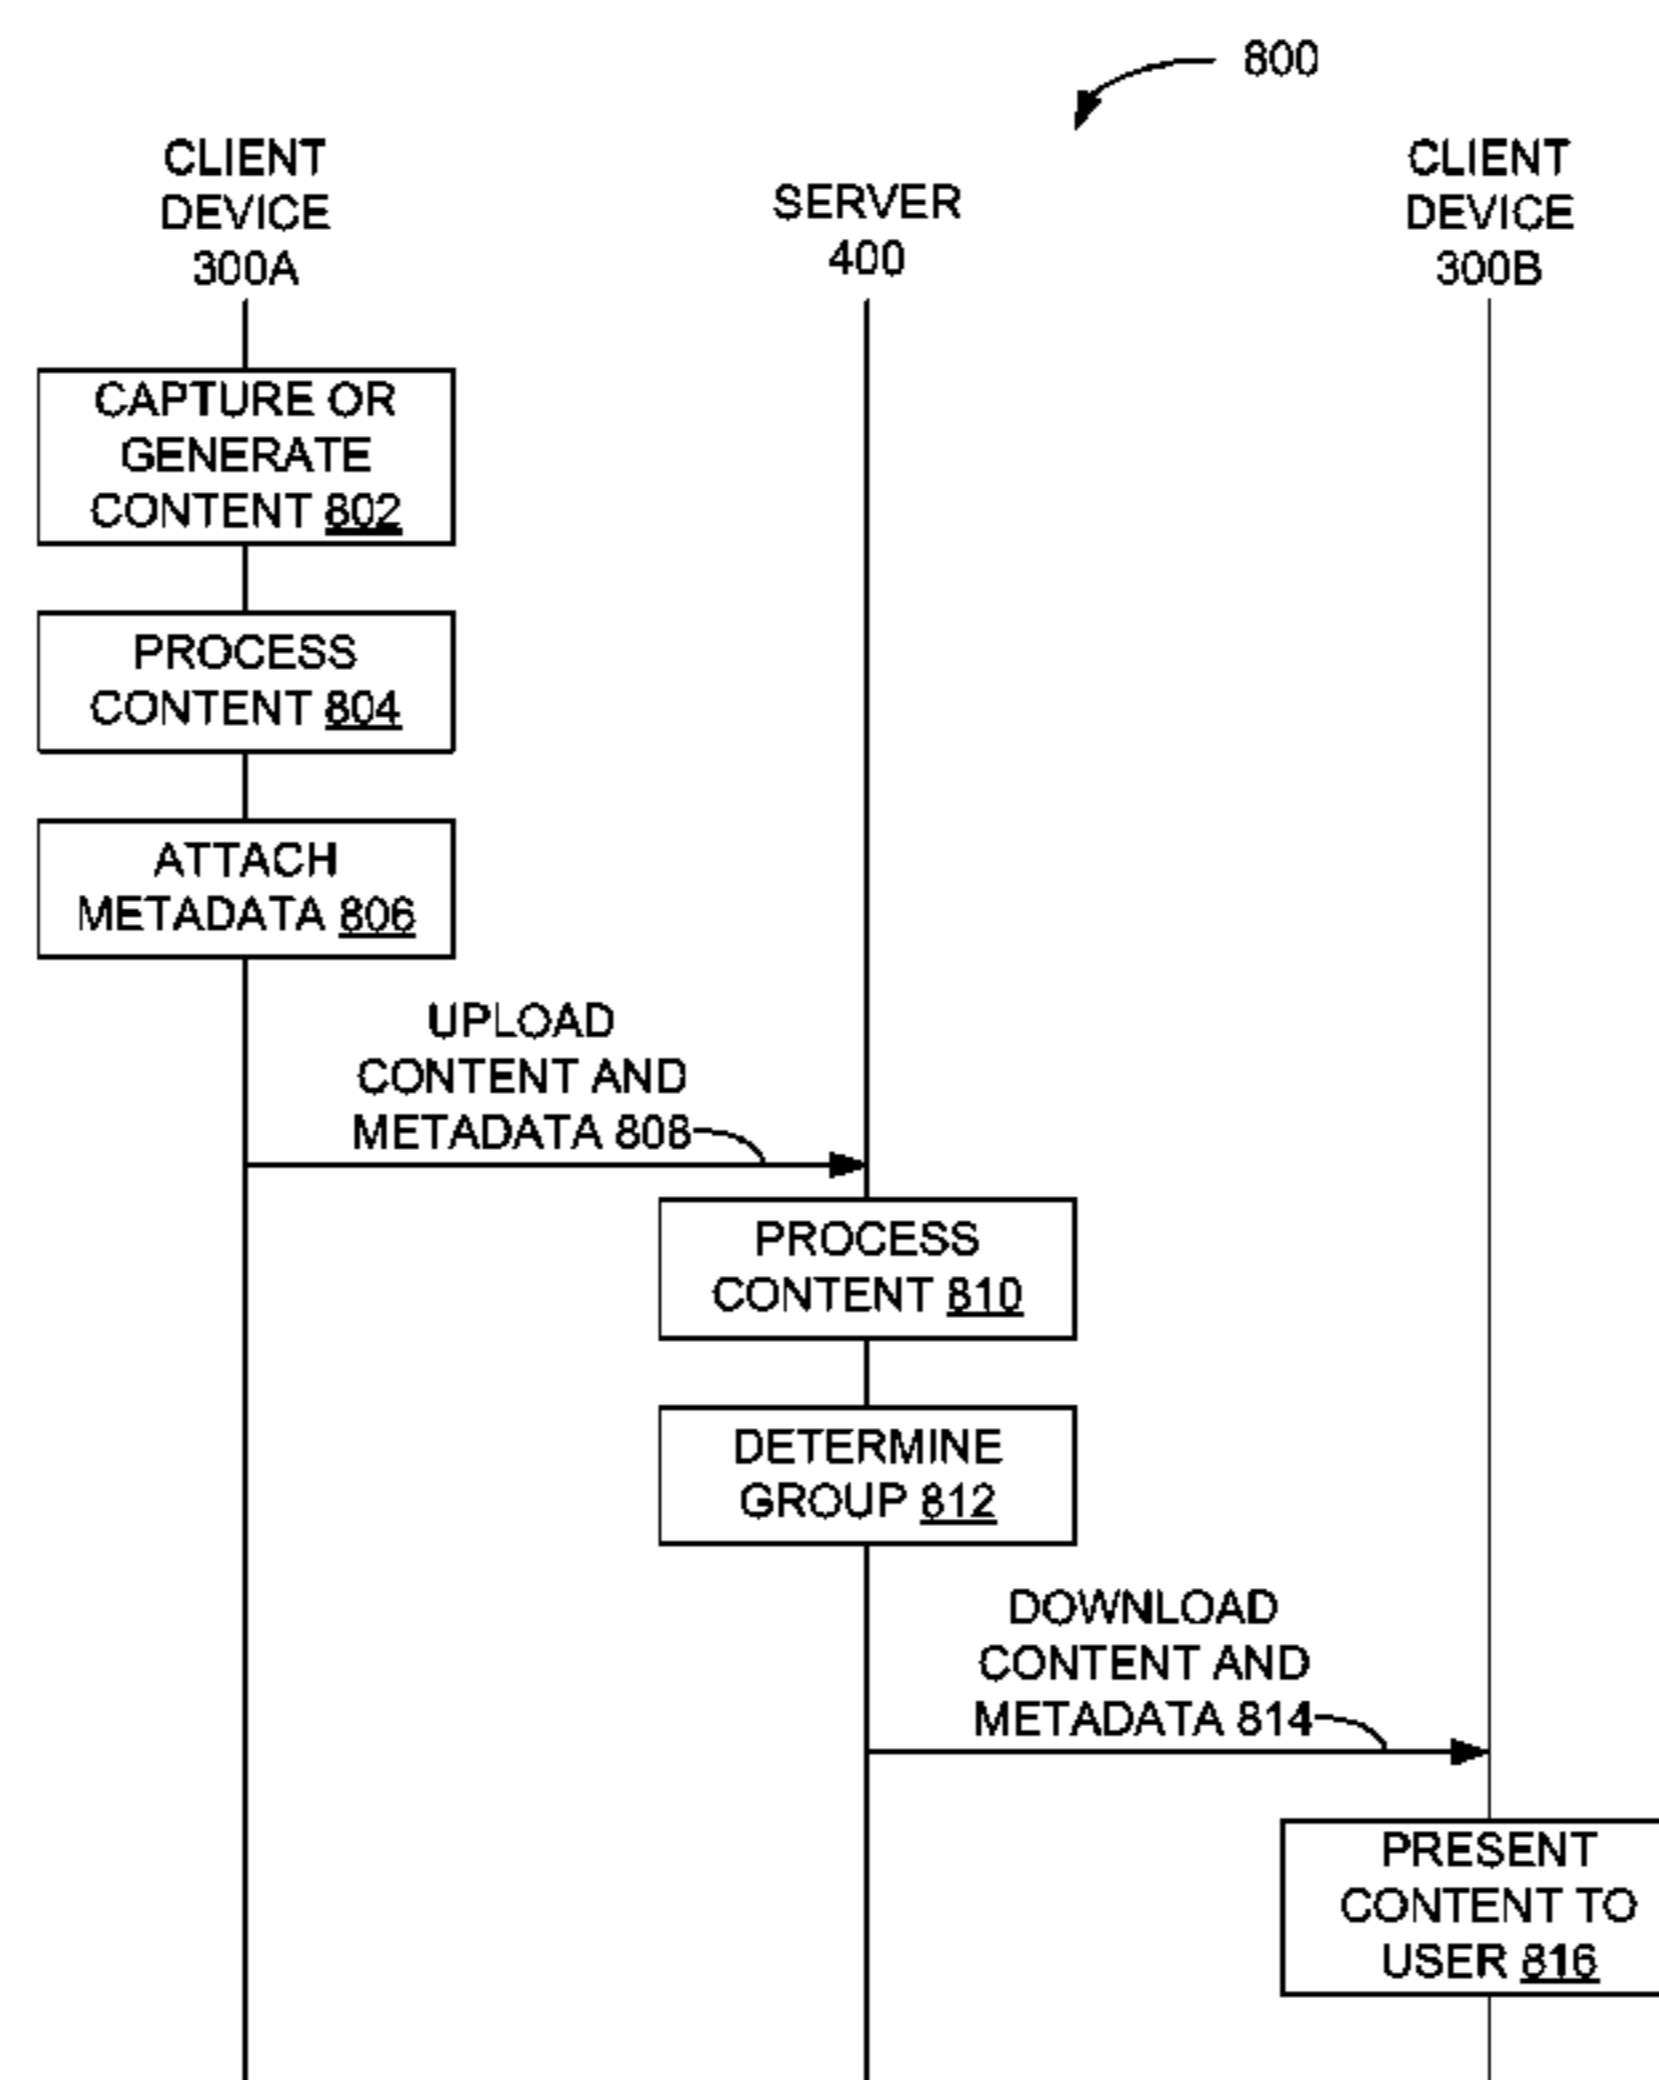 800
CLIENT
DEVICE
300A
SERVER
400
CLIENT
DEVICE
300B
CAPTURE OR
GENERATE
CONTENT 802
PROCESS
CONTENT 804
ATTACH
METADATA 806
UPLOAD
CONTENT AND
METADATA 808
PROCESS
CONTENT 810
DETERMINE
GROUP 812
DOWNLOAD
CONTENT AND
METADATA 814
PRESENT
CONTENT TO
USER 816